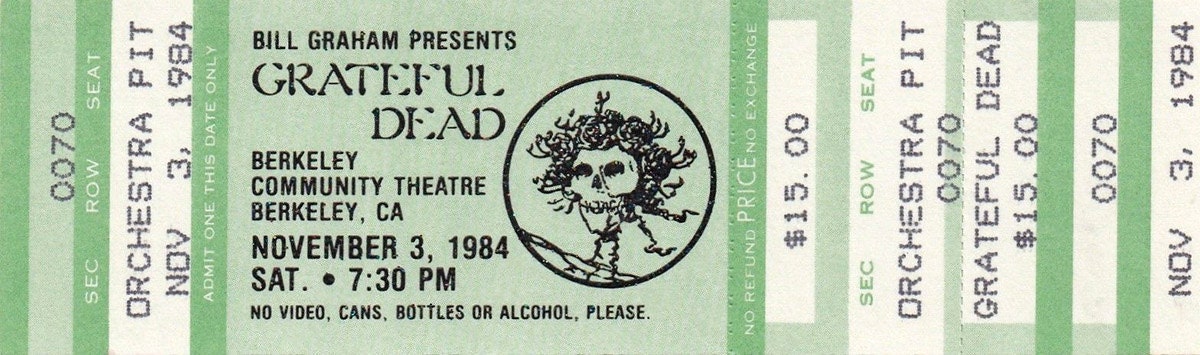 0070
SEC ROW SEAT
ORCHESTRA PIT
NOV 3, 1984
ADMIT ONE THIS DATE ONLY
BILL GRAHAM PRESENTS
GRATEFUL
DEAD
BERKELEY
COMMUNITY THEATRE
BERKELEY, CA
NOVEMBER 3, 1984
SAT. • 7:30 PM
NO VIDEO, CANS, BOTTLES OR ALCOHOL, PLEASE.
NO REFUND PRICE NO EXCHANGE
$15.00
SEC ROW SEAT
ORCHESTRA PIT
0070
GRATEFUL DEAD
$15.00
0070
NOV 3, 1984